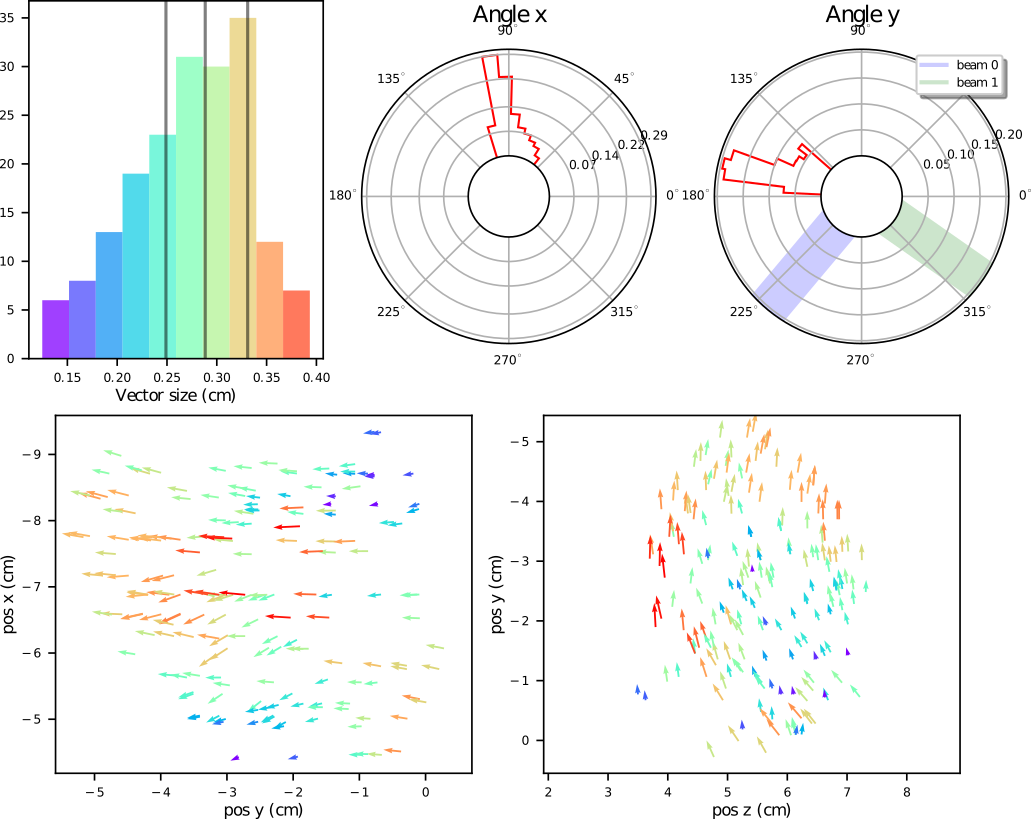 35
30
25
20
15
10
5
0
0.15 0.20 0.25 0.30 0.35 0.40
Vector size (cm)
Angle x
90°
135° 45°
180° 0°
225° 315°
270°
0.07 0.14 0.22 0.29
Angle y
90°
135°
180° 0°
225° 315°
270°
0.05 0.10 0.15 0.20
beam 0
beam 1
−9
−8
−7
−6
−5
pos x (cm)
−5 −4 −3 −2 −1 0
pos y (cm)
−5
−4
−3
−2
−1
0
pos y (cm)
2 3 4 5 6 7 8
pos z (cm)